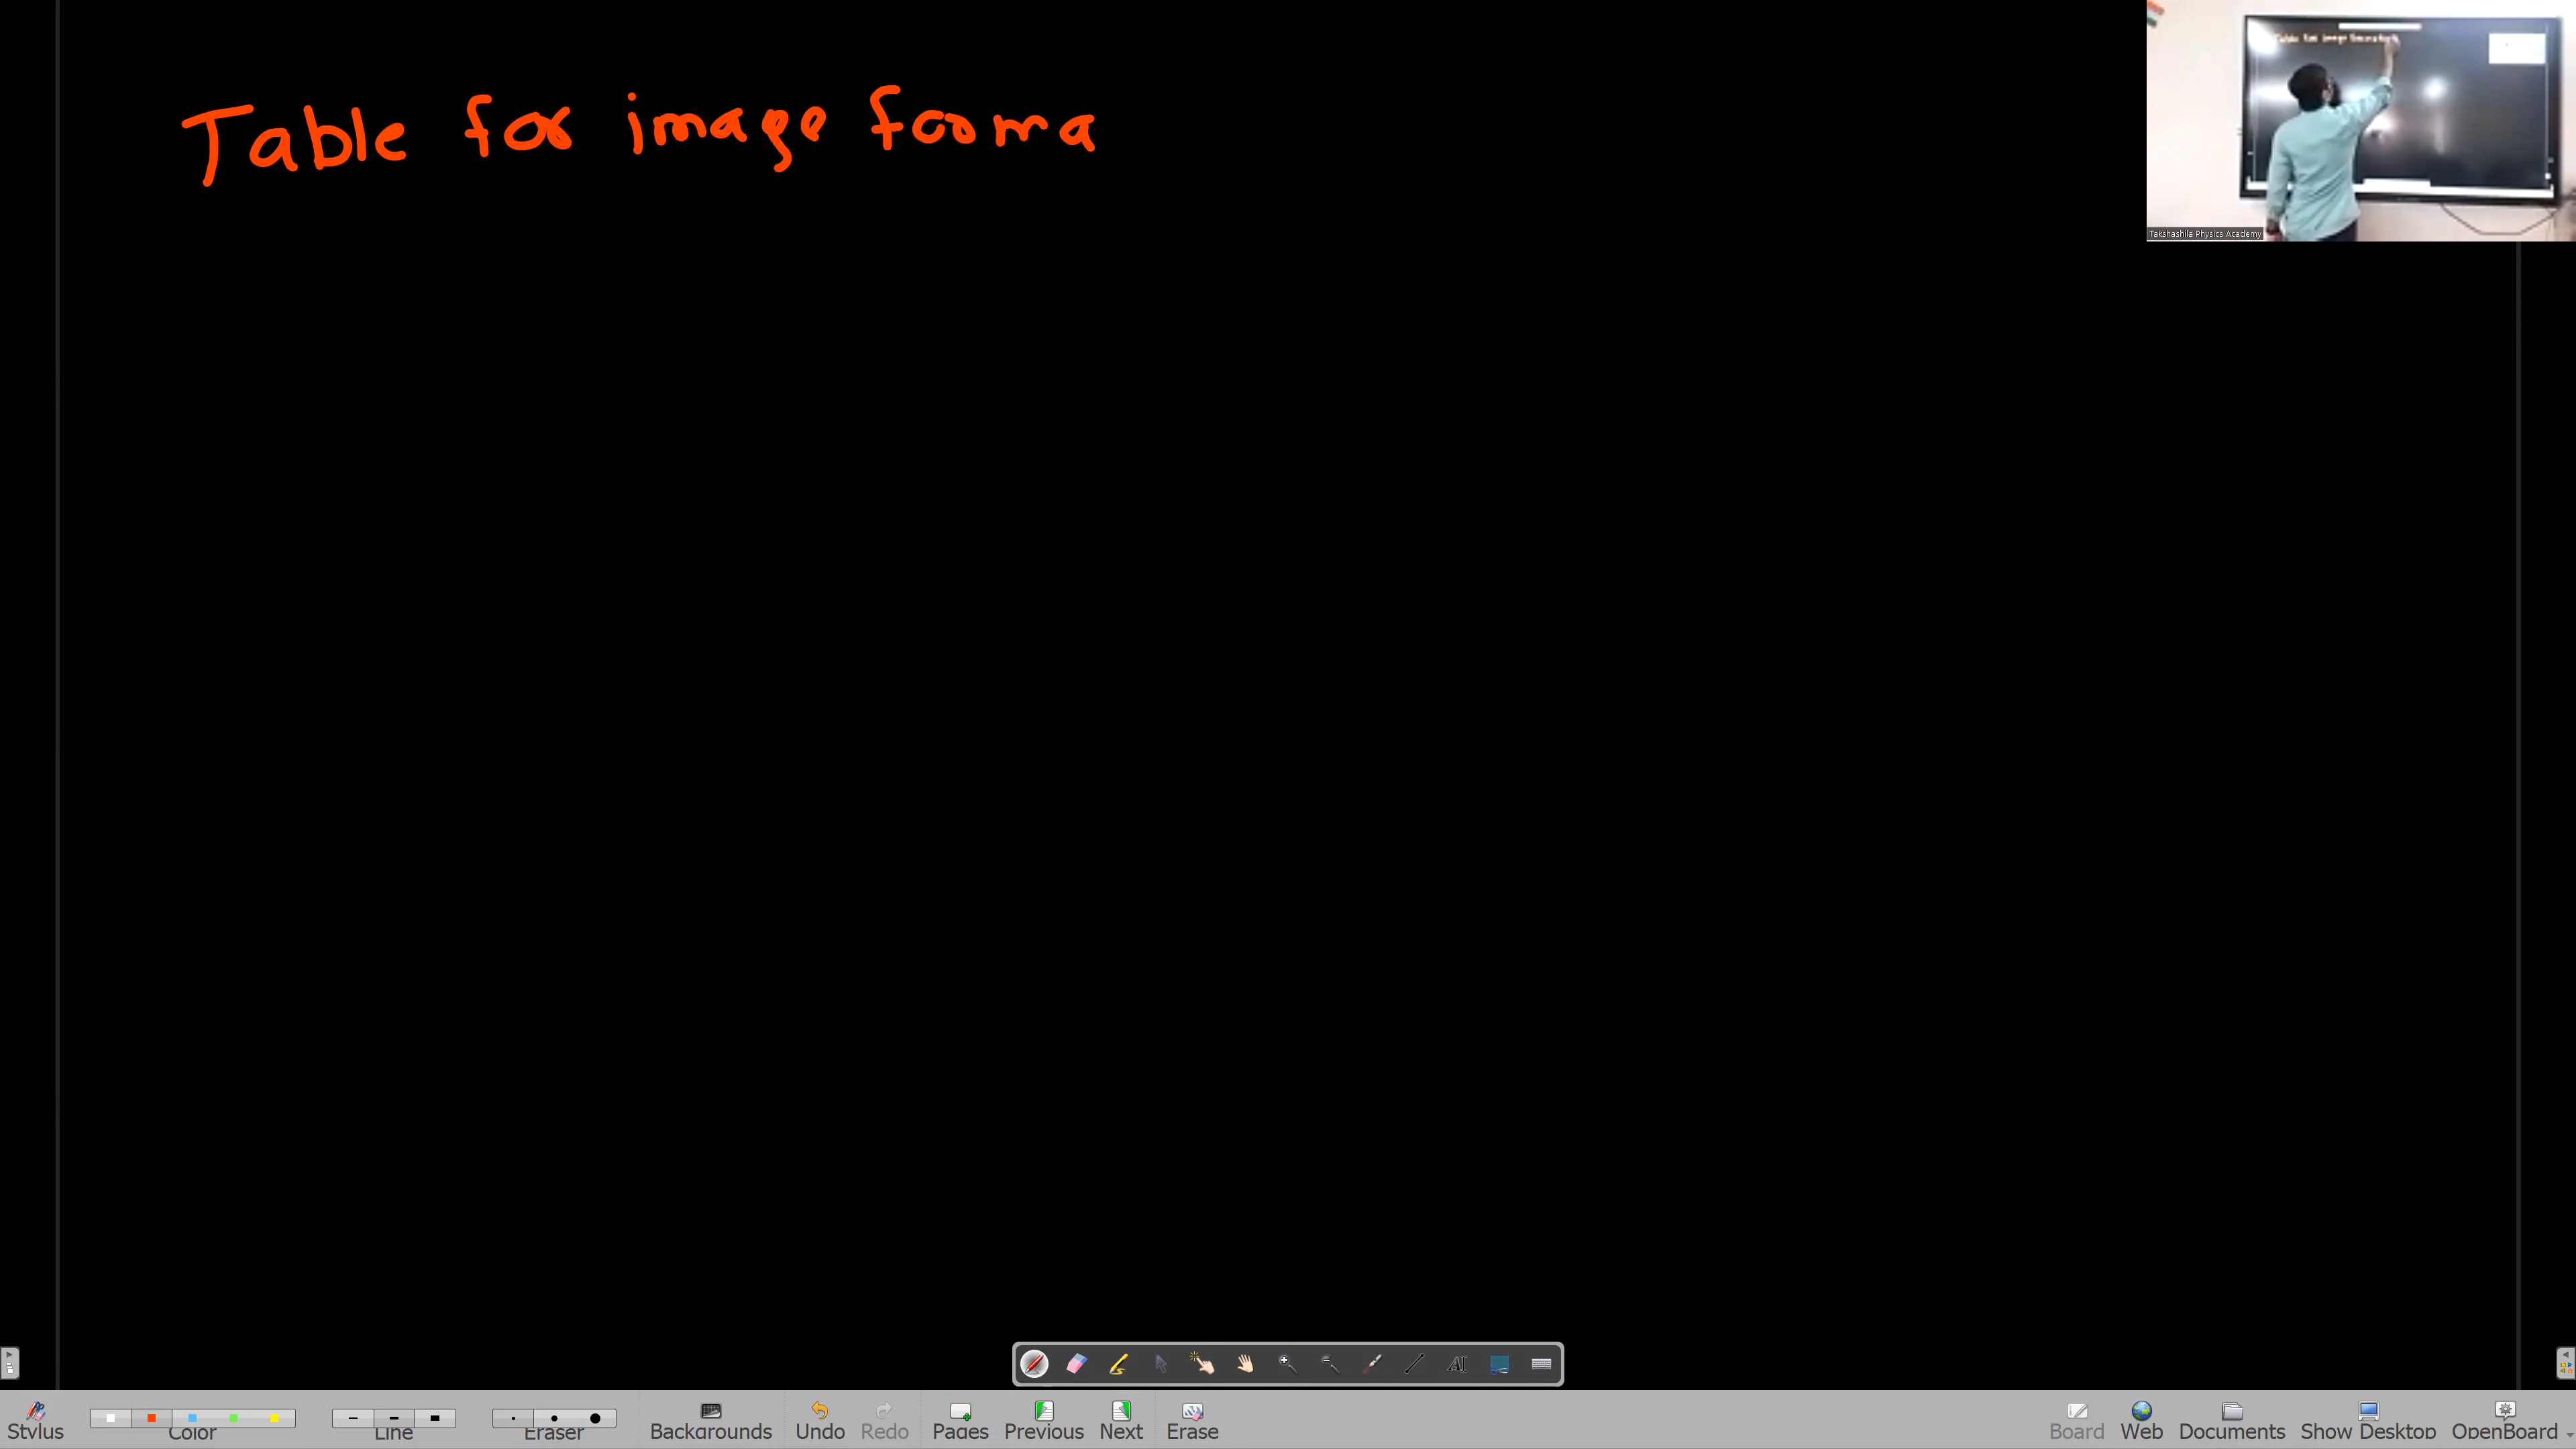 Table for image forma
Takshashila Physics Academy
Stylus Color Line Eraser Backgrounds Undo Redo Pages Previous Next Erase Board Web Documents Show Desktop OpenBoard